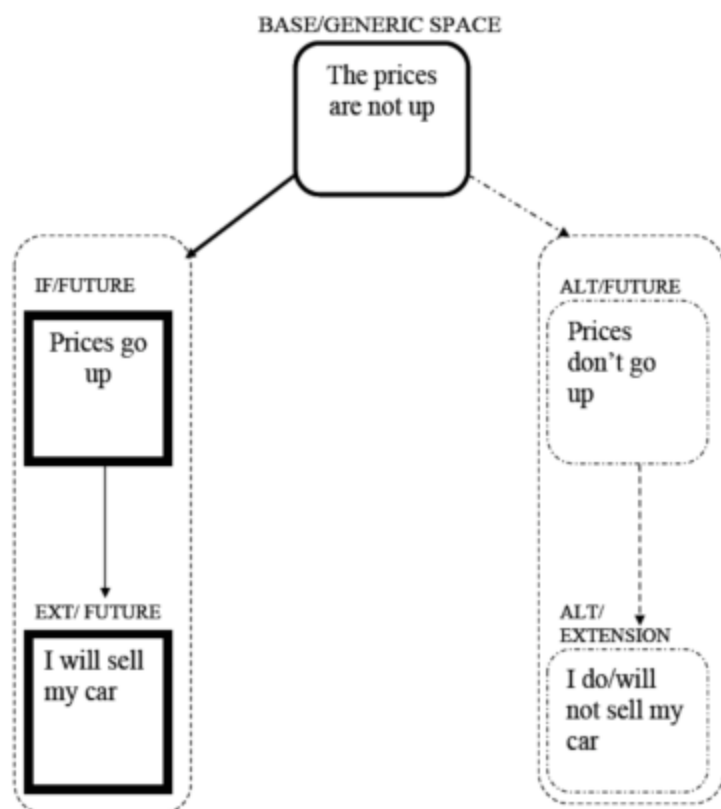 BASE/GENERIC SPACE
The prices
are not up
IF/FUTURE
Prices go
up
EXT/ FUTURE
I will sell
my car
ALT/FUTURE
Prices
don't go
up
ALT/
EXTENSION
I do/will
not sell my
car